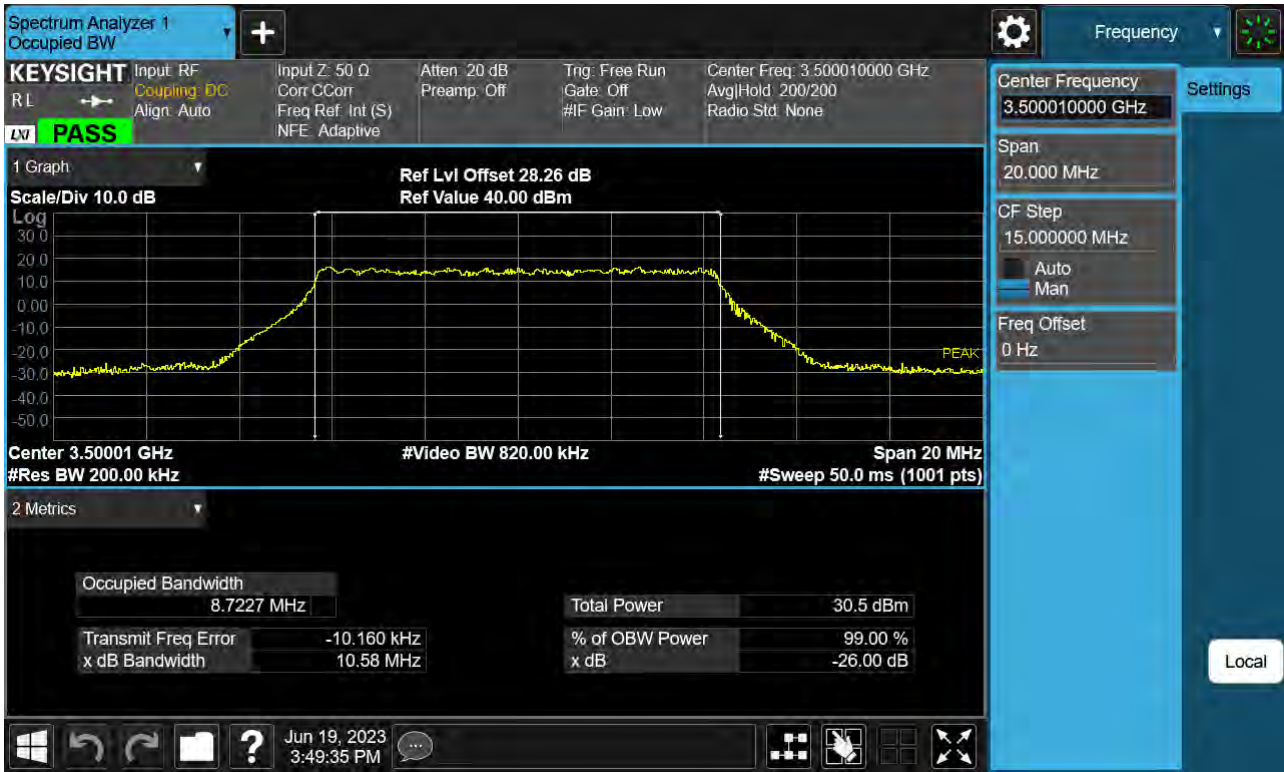 Spectrum Analyzer 1
Occupied BW
+
Frequency
KEYSIGHT
RL
LXI
PASS
Input: RF
Coupling: DC
Align: Auto
Input Z: 50 Ω
Corr CCorr
Freq Ref: Int (S)
NFE: Adaptive
Atten: 20 dB
Preamp: Off
Trig: Free Run
Gate: Off
#IF Gain: Low
Center Freq: 3.500010000 GHz
Avg|Hold: 200/200
Radio Std: None
Center Frequency
3.500010000 GHz
Settings
Span
20.000 MHz
CF Step
15.000000 MHz
Auto
Man
Freq Offset
0 Hz
Local
1 Graph
Scale/Div 10.0 dB
Ref Lvl Offset 28.26 dB
Ref Value 40.00 dBm
Log
30.0
20.0
10.0
0.00
-10.0
-20.0
-30.0
-40.0
-50.0
PEAK
Center 3.50001 GHz
#Res BW 200.00 kHz
#Video BW 820.00 kHz
Span 20 MHz
#Sweep 50.0 ms (1001 pts)
2 Metrics
Occupied Bandwidth
8.7227 MHz
Transmit Freq Error -10.160 kHz
x dB Bandwidth 10.58 MHz
Total Power 30.5 dBm
% of OBW Power 99.00 %
x dB -26.00 dB
?
Jun 19, 2023
3:49:35 PM